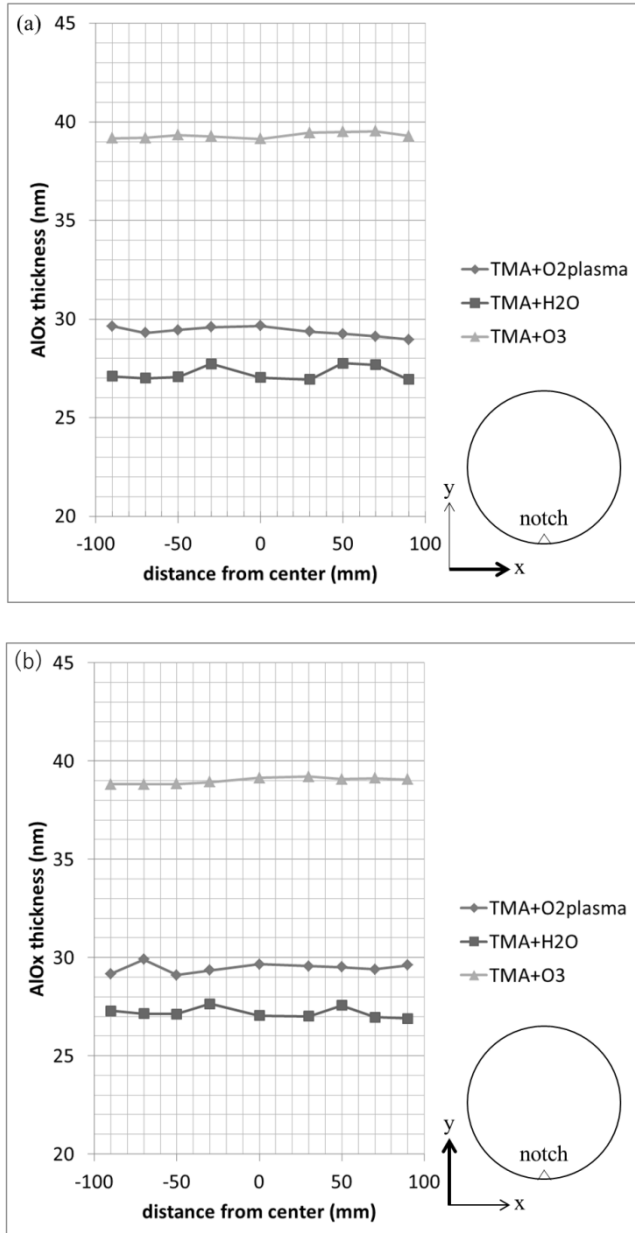 (a)
45
40
35
30
25
20
AlOx thickness (nm)
-100 -50 0 50 100
distance from center (mm)
TMA+O2plasma
TMA+H2O
TMA+O3
y
notch
x
(b)
45
40
35
30
25
20
AlOx thickness (nm)
-100 -50 0 50 100
distance from center (mm)
TMA+O2plasma
TMA+H2O
TMA+O3
y
notch
x